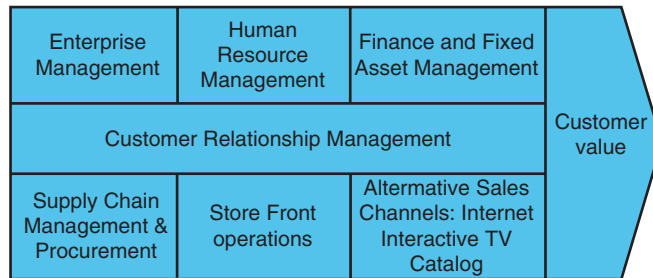 Enterprise
Management
Human
Resource
Management
Finance and Fixed
Asset Management
Customer Relationship Management
Customer
value
Supply Chain
Management &
Procurement
Store Front
operations
Altermative Sales
Channels: Internet
Interactive TV
Catalog